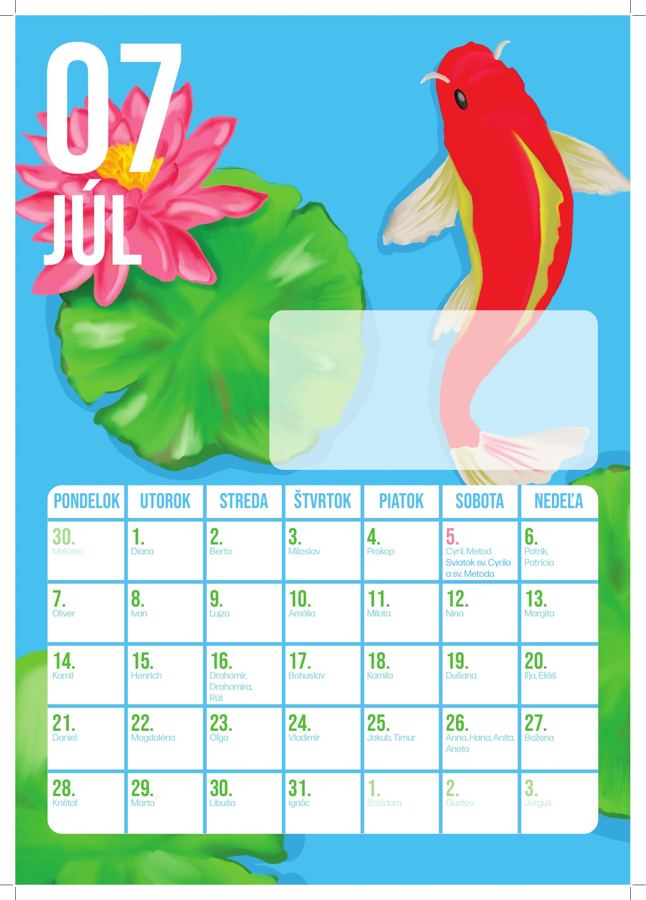 07
JÚL
PONDELOK UTOROK STREDA ŠTVRTOK PIATOK SOBOTA NEDEĽA
30. 1. 2. 3. 4. 5. 6.
Melánia Diana Berta Miloslav Prokop Cyril, Metod Patrik,
Sviatok sv. Cyrila Patrícia
a sv. Metoda
7. 8. 9. 10. 11. 12. 13.
Oliver Ivan Lujza Amália Milota Nina Margita
14. 15. 16. 17. 18. 19. 20.
Kamil Henrich Drahomír, Bohuslav Kamila Dušana Iľja, Eliáš
Drahomíra,
Rút
21. 22. 23. 24. 25. 26. 27.
Daniel Magdaléna Oľga Vladimír Jakub, Timur Anna, Hana, Anita, Božena
Aneta
28. 29. 30. 31. 1. 2. 3.
Krištof Marta Libuša Ignác Božidara Gustáv Jerguš